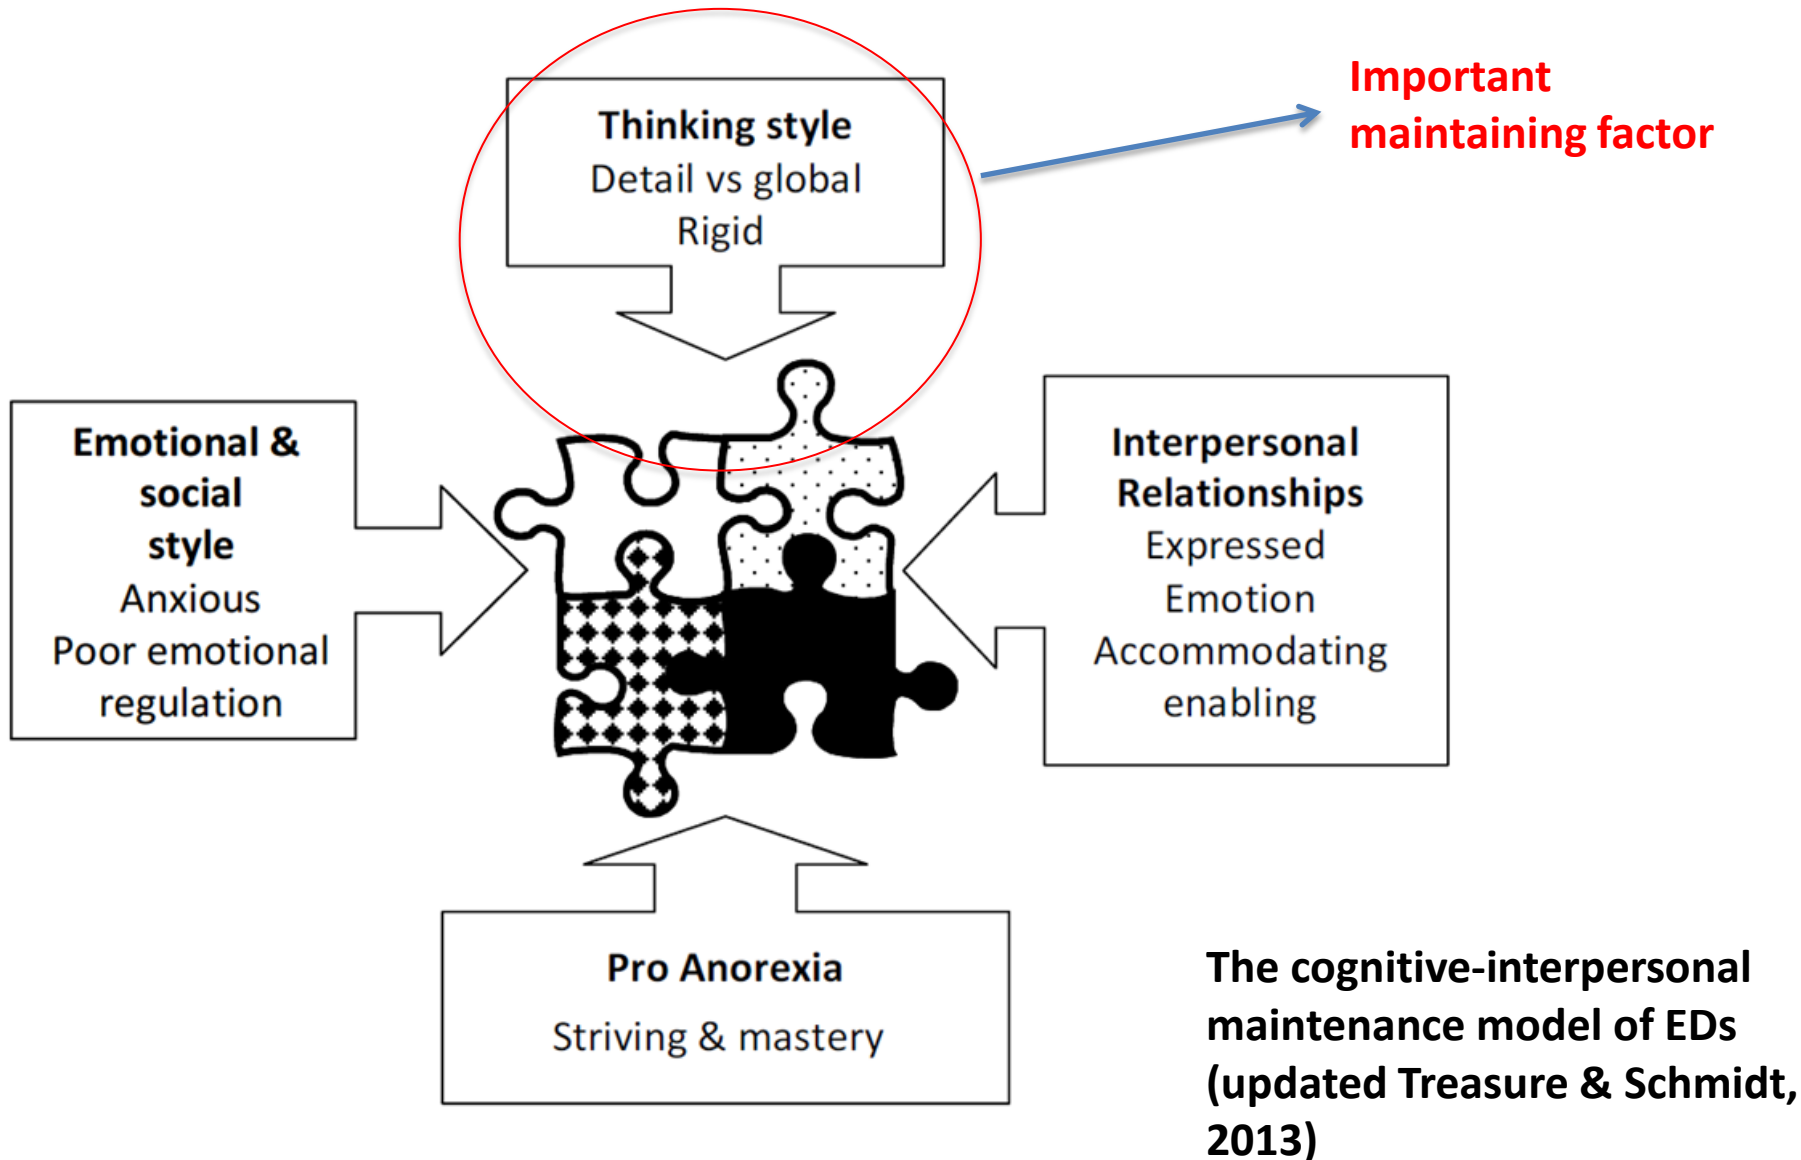 Thinking style
Detail vs global
Rigid
Important
maintaining factor
Emotional &
social
style
Anxious
Poor emotional
regulation
Interpersonal
Relationships
Expressed
Emotion
Accommodating
enabling
Pro Anorexia
Striving & mastery
The cognitive-interpersonal
maintenance model of EDs
(updated Treasure & Schmidt,
2013)